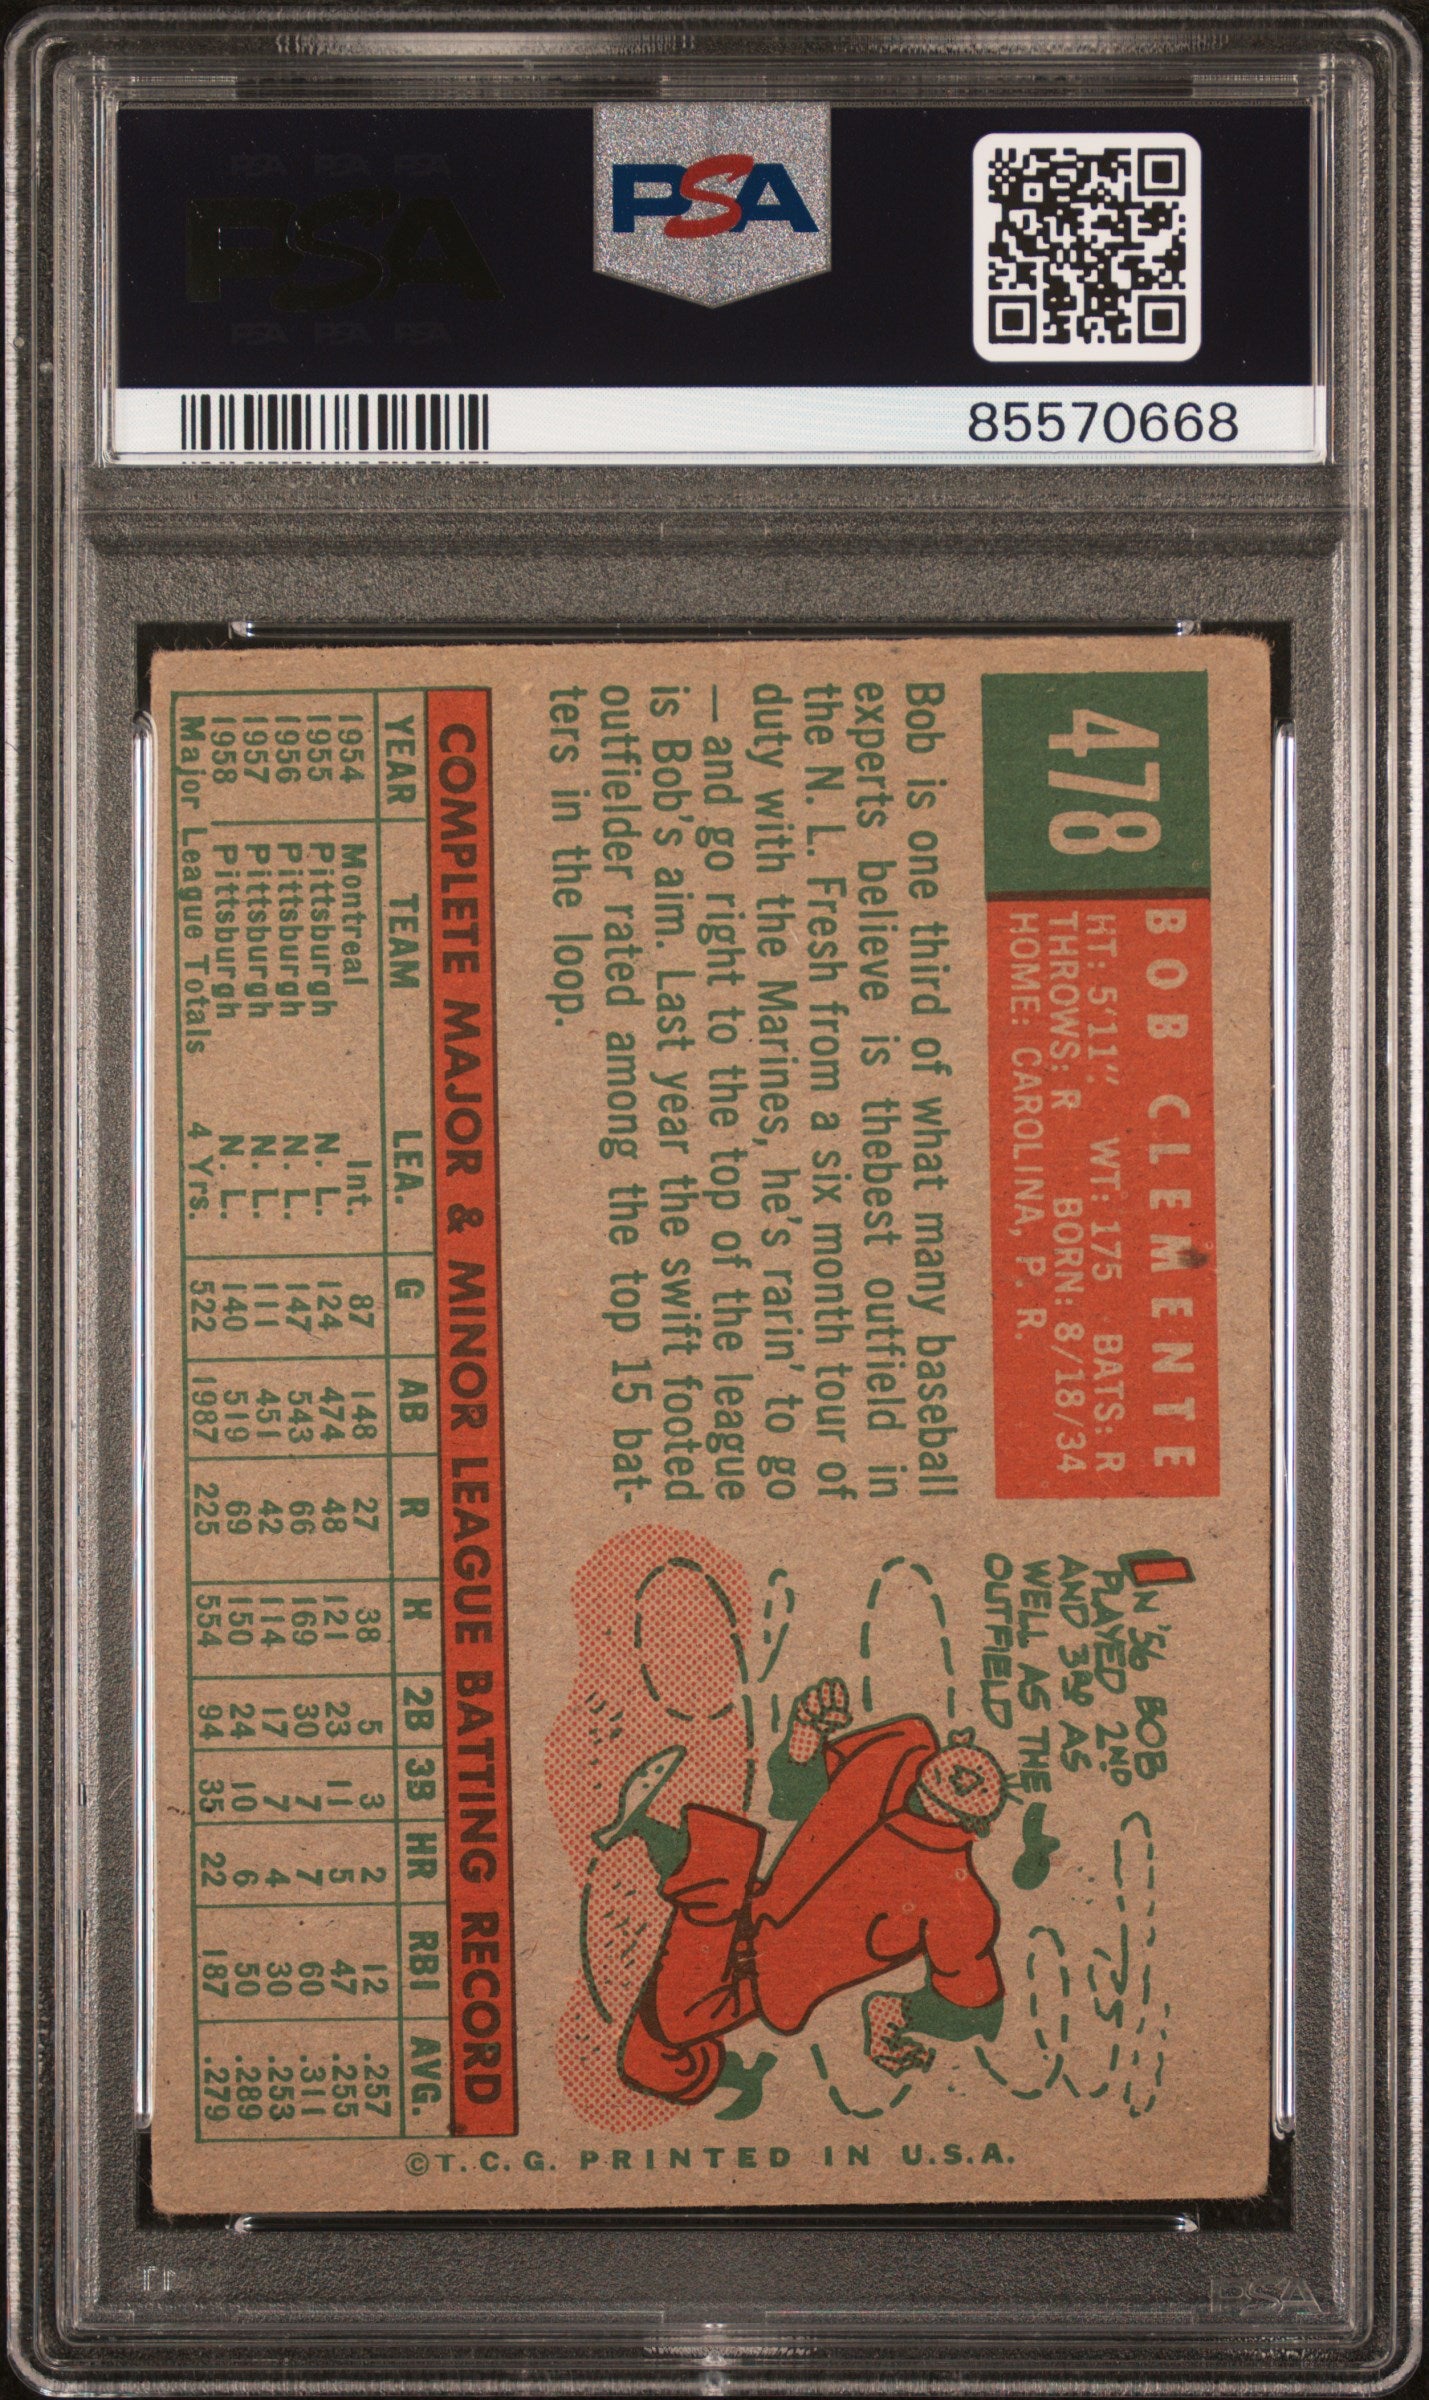 PSA PSA PSA
PSA
PSA PSA PSA
PSA
85570668
478
BOB CLEMENTE
HT: 5'11". WT: 175 BATS: R
THROWS: R BORN: 8/18/34
HOME: CAROLINA, P. R.
Bob is one third of what many baseball
experts believe is thebest outfield in
the N. L. Fresh from a six month tour of
duty with the Marines, he's rarin' to go
—and go right to the top of the league
is Bob's aim. Last year the swift footed
outfielder rated among the top 15 bat-
ters in the loop.
IN '56 BOB
PLAYED 2ND
AND 3RD AS
WELL AS THE
OUTFIELD
COMPLETE MAJOR & MINOR LEAGUE BATTING RECORD
YEAR TEAM LEA. G AB R H 2B 3B HR RBI AVG.
1954 Montreal Int. 87 148 27 38 5 3 2 12 .257
1955 Pittsburgh N. L. 124 474 48 121 23 11 5 47 .255
1956 Pittsburgh N. L. 147 543 66 169 30 7 7 60 .311
1957 Pittsburgh N. L. 111 451 42 114 17 7 4 30 .253
1958 Pittsburgh N. L. 140 519 69 150 24 10 6 50 .289
Major League Totals 4 Yrs. 522 1987 225 554 94 35 22 187 .279
©T. C. G. PRINTED IN U.S.A.
PSA